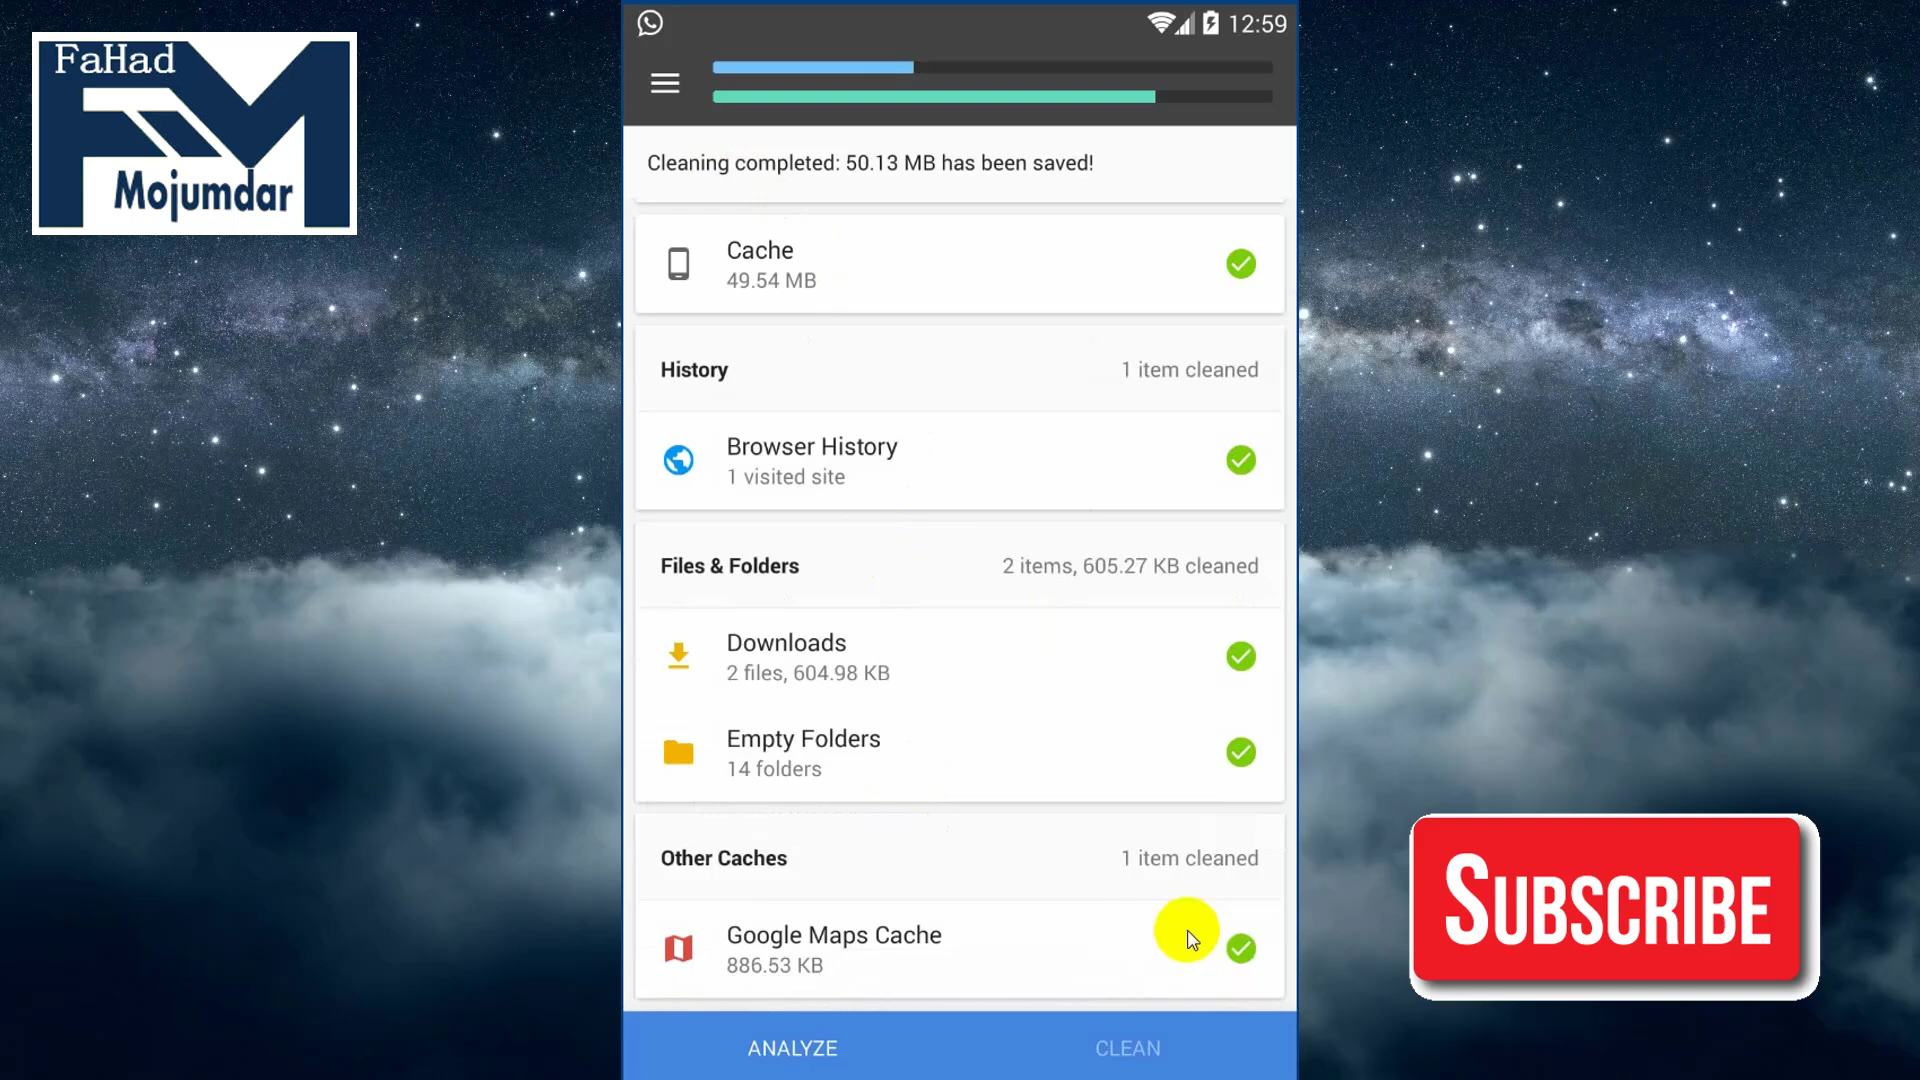 FaHad
FM
Mojumdar
12:59
Cleaning completed: 50.13 MB has been saved!
Cache
49.54 MB
History 1 item cleaned
Browser History
1 visited site
Files & Folders 2 items, 605.27 KB cleaned
Downloads
2 files, 604.98 KB
Empty Folders
14 folders
Other Caches 1 item cleaned
Google Maps Cache
886.53 KB
ANALYZE CLEAN
SUBSCRIBE